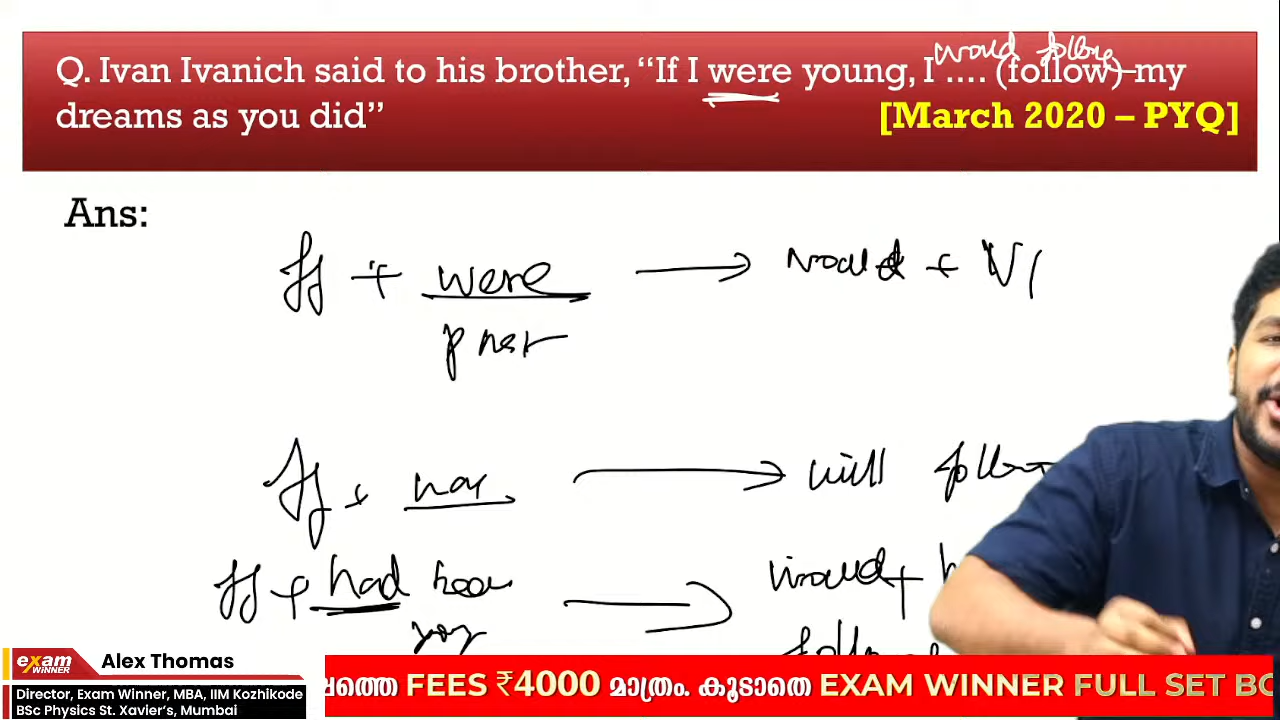 would follow
Q. Ivan Ivanich said to his brother, “If I were young, I .... (follow) my
dreams as you did”
[March 2020 – PYQ]
Ans:
If + were → would + V1
past
If + → will follow
If + had been → would +
exam WINNER
Alex Thomas
Director, Exam Winner, MBA, IIM Kozhikode
BSc Physics St. Xavier’s, Mumbai
FEES ₹4000 മാത്രം. കൂടാതെ EXAM WINNER FULL SET